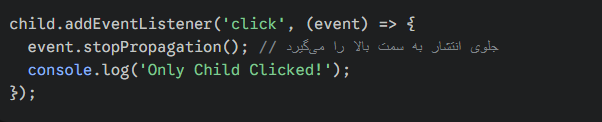 child.addEventListener('click', (event) => {
  event.stopPropagation(); // جلوی انتشار به سمت بالا را می‌گیرد
  console.log('Only Child Clicked!');
});